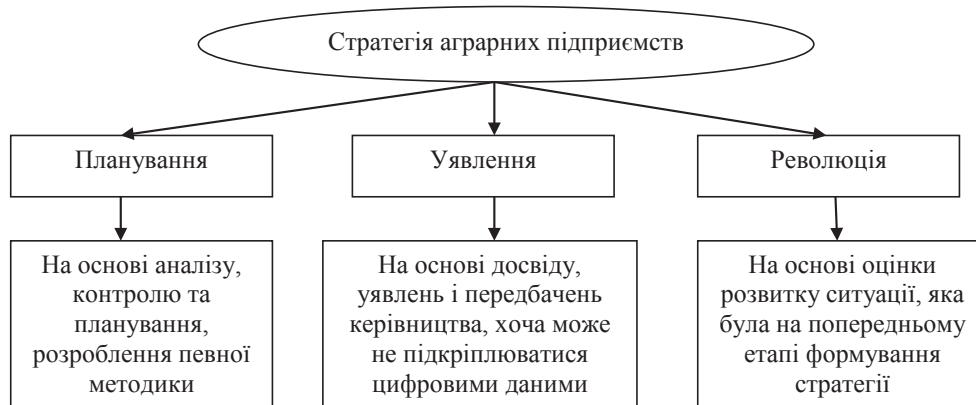 Стратегія аграрних підприємств
Планування
Уявлення
Революція
На основі аналізу,
контролю та
планування,
розроблення певної
методики
На основі досвіду,
уявлень і передбачень
керівництва, хоча може
не підкріплюватися
цифровими даними
На основі оцінки
розвитку ситуації, яка
була на попередньому
етапі формування
стратегії